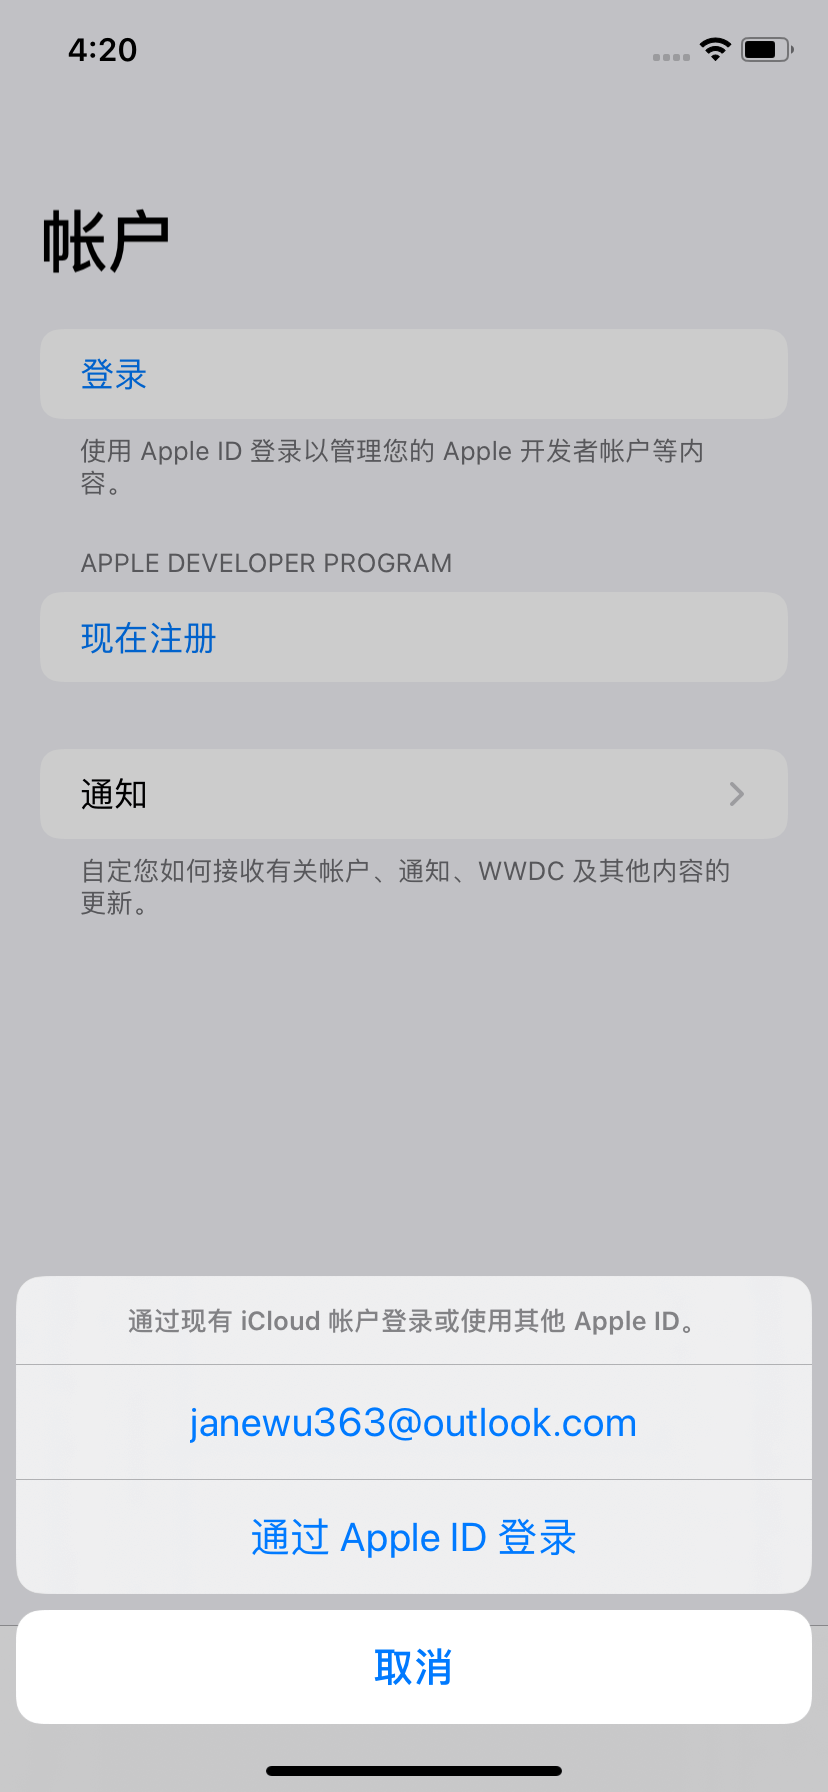 4:20
帐户
登录
使用 Apple ID 登录以管理您的 Apple 开发者帐户等内
容。
APPLE DEVELOPER PROGRAM
现在注册
通知
自定您如何接收有关帐户、通知、WWDC 及其他内容的
更新。
通过现有 iCloud 帐户登录或使用其他 Apple ID。
janewu363@outlook.com
通过 Apple ID 登录
取消